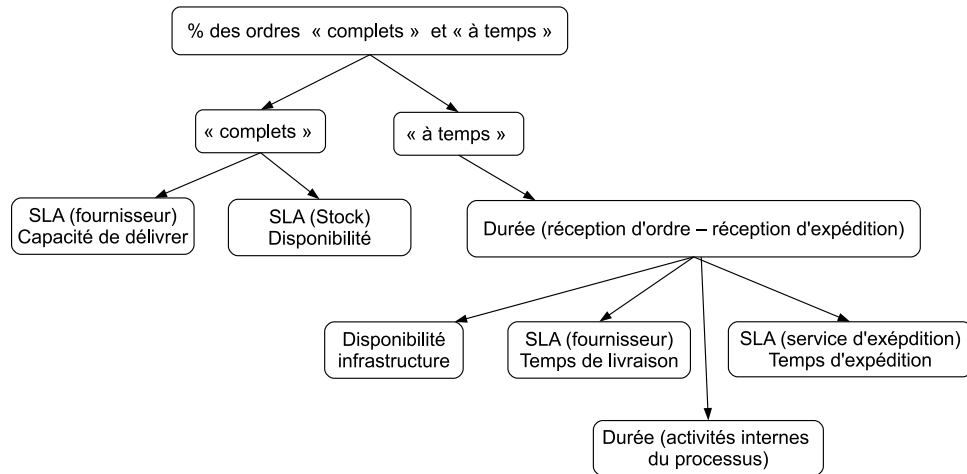 % des ordres « complets » et « à temps »
« complets »
« à temps »
SLA (fournisseur)
Capacité de délivrer
SLA (Stock)
Disponibilité
Durée (réception d'ordre – réception d'expédition)
Disponibilité
infrastructure
SLA (fournisseur)
Temps de livraison
SLA (service d'exépdition)
Temps d'expédition
Durée (activités internes
du processus)